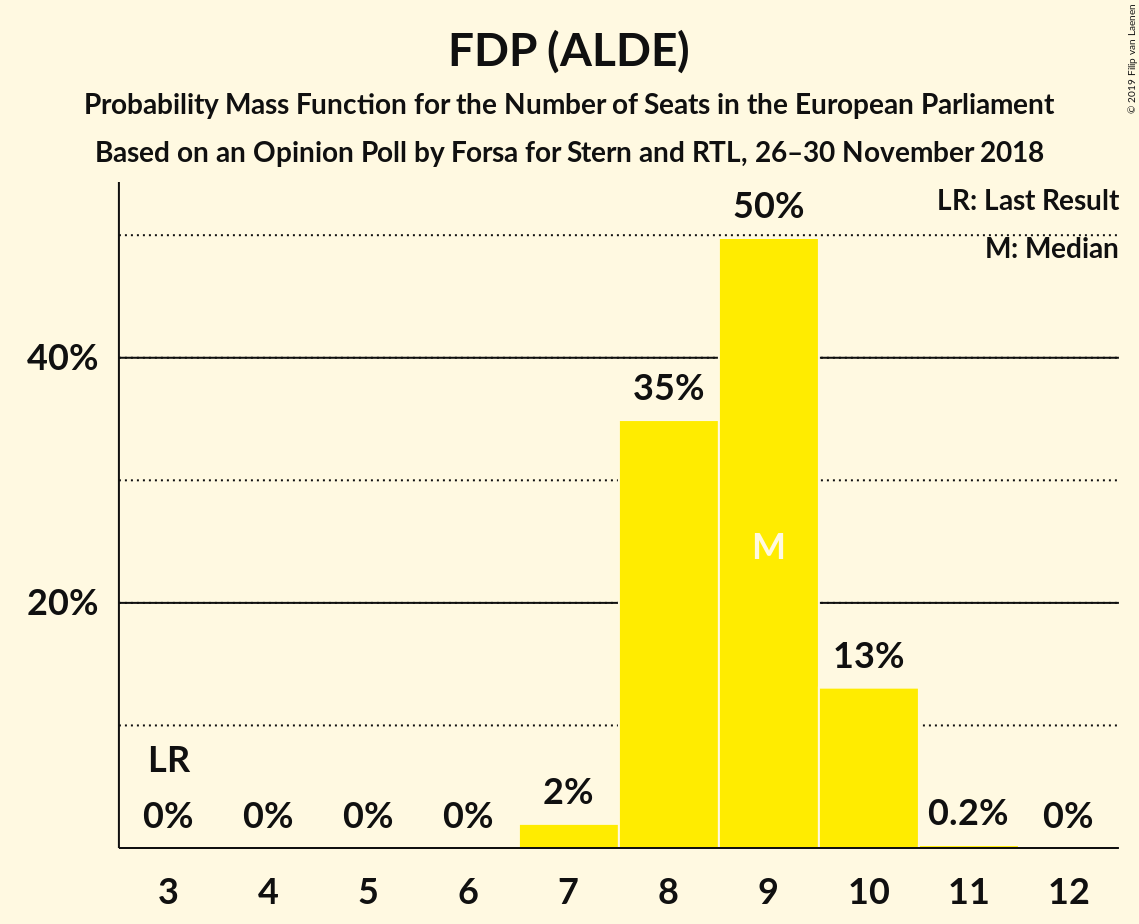 FDP (ALDE)
Probability Mass Function for the Number of Seats in the European Parliament
Based on an Opinion Poll by Forsa for Stern and RTL, 26–30 November 2018
© 2019 Filip van Laenen
LR: Last Result
M: Median
50%
40%
35%
M
20%
13%
LR
2%
0% 0% 0% 0% 0.2% 0%
3 4 5 6 7 8 9 10 11 12